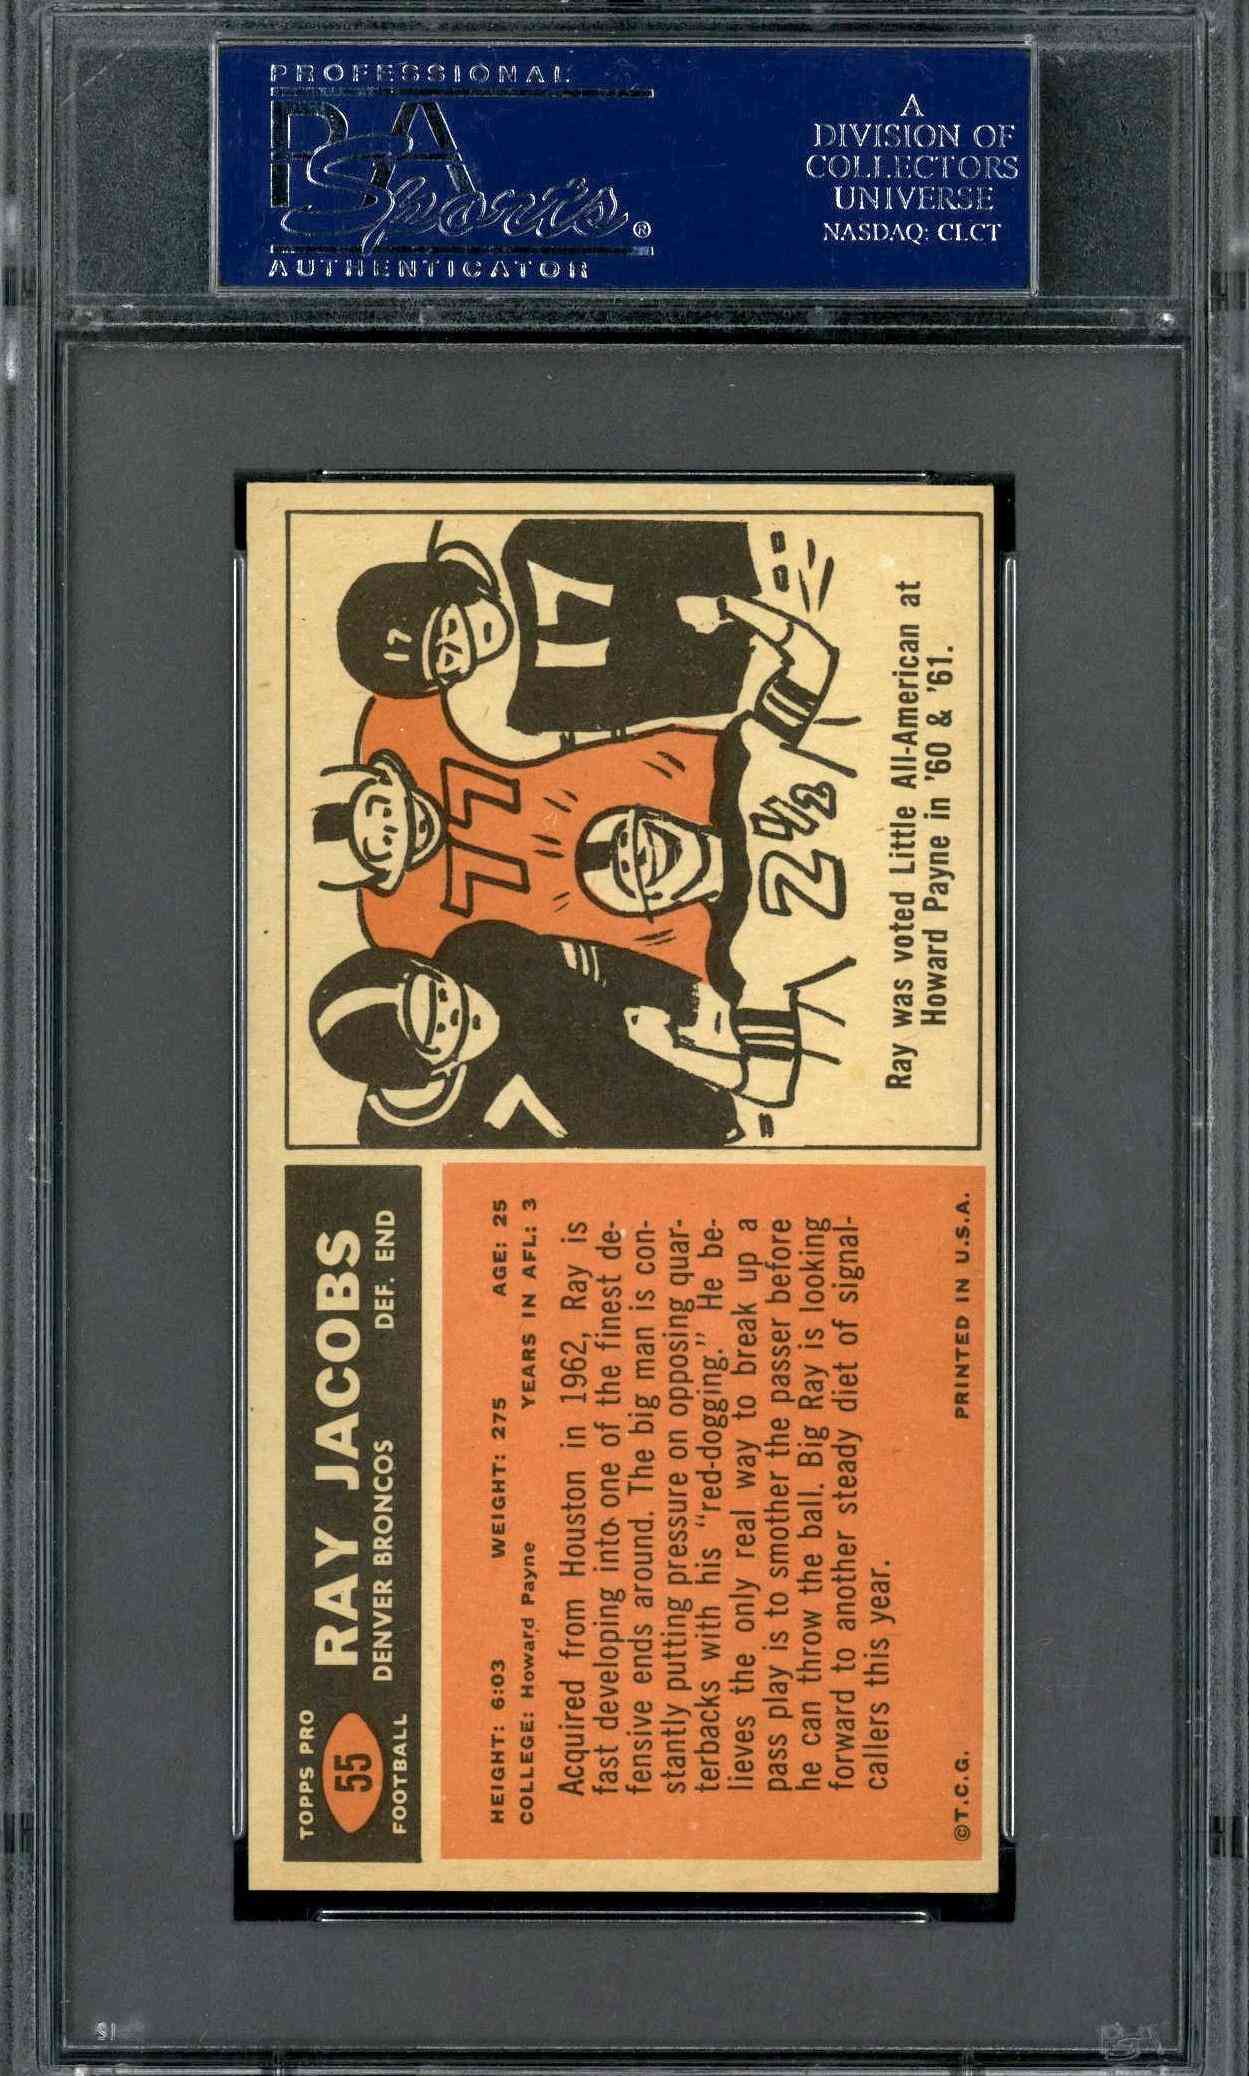 PROFESSIONAL
PSA
Sports®
AUTHENTICATOR
A
DIVISION OF
COLLECTORS
UNIVERSE
NASDAQ: CLCT
TOPPS PRO
55
FOOTBALL
RAY JACOBS
DENVER BRONCOS DEF. END
HEIGHT: 6:03 WEIGHT: 275 AGE: 25
COLLEGE: Howard Payne YEARS IN AFL: 3
Acquired from Houston in 1962, Ray is
fast developing into one of the finest de-
fensive ends around. The big man is con-
stantly putting pressure on opposing quar-
terbacks with his “red-dogging.” He be-
lieves the only real way to break up a
pass play is to smother the passer before
he can throw the ball. Big Ray is looking
forward to another steady diet of signal-
callers this year.
©T.C.G. PRINTED IN U.S.A.
7
77
2½
17
17
Ray was voted Little All-American at
Howard Payne in '60 & '61.
PSA